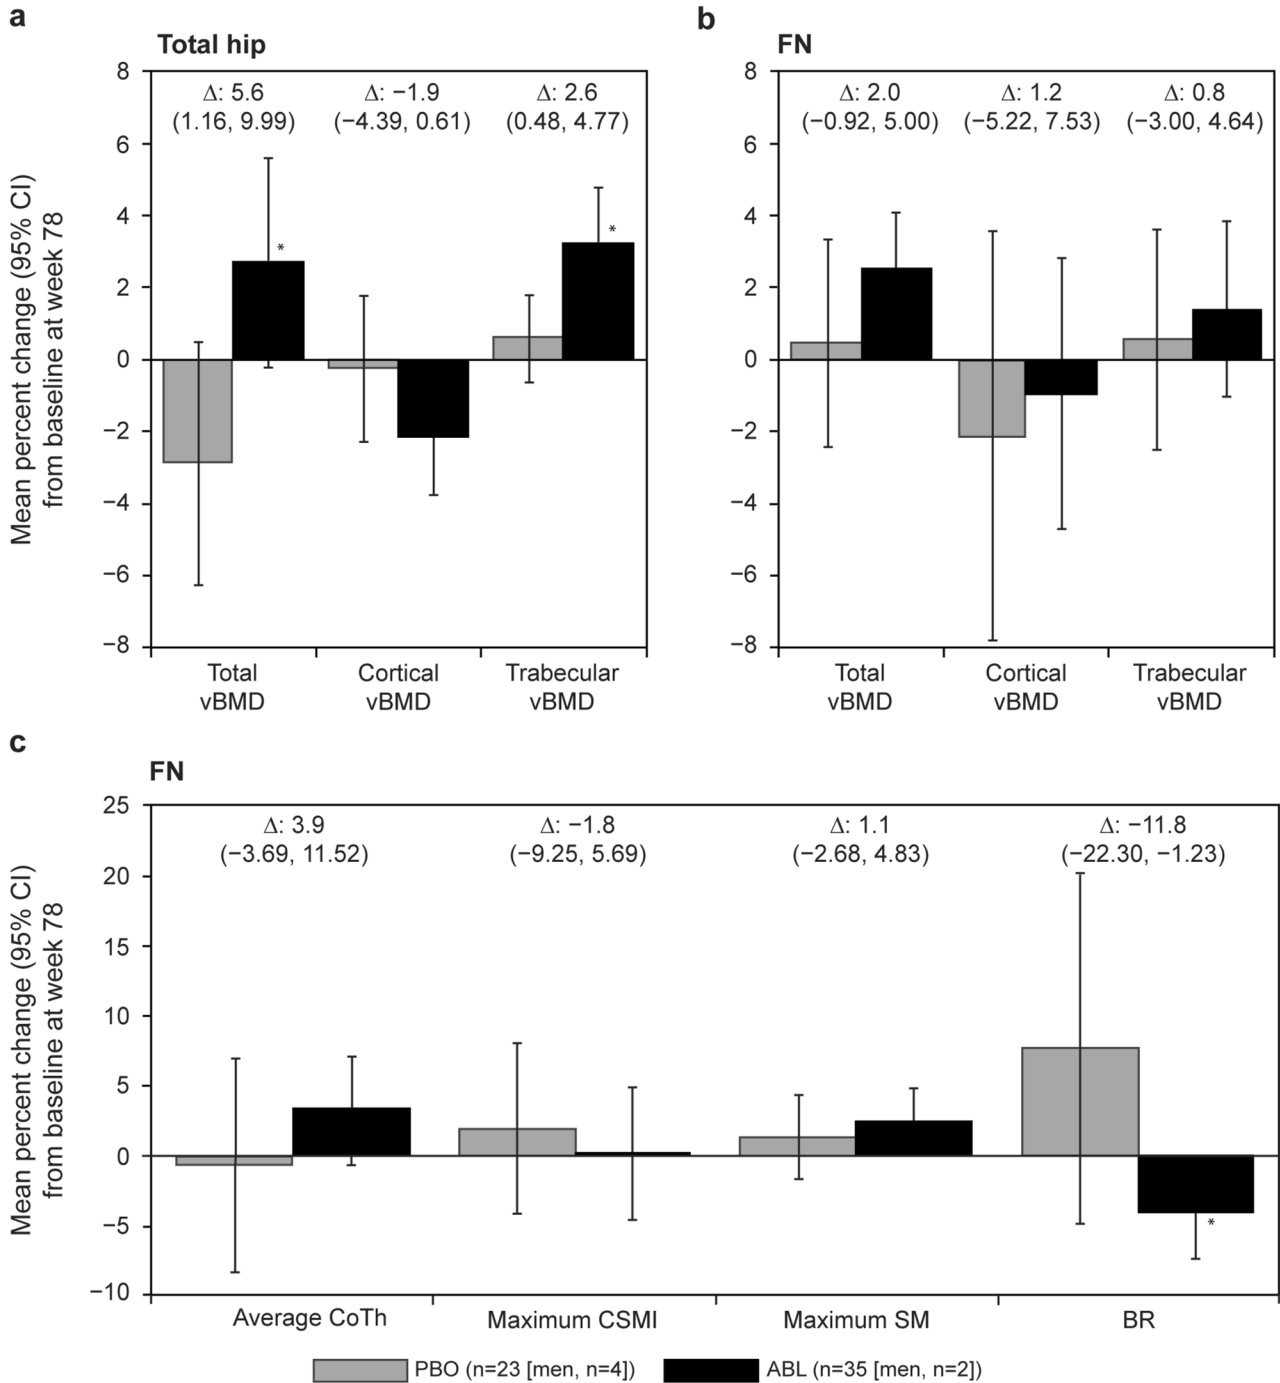 a
Total hip
Mean percent change (95% CI)
from baseline at week 78
8
6
4
2
0
−2
−4
−6
−8
Δ: 5.6
(1.16, 9.99)
Δ: −1.9
(−4.39, 0.61)
Δ: 2.6
(0.48, 4.77)
*
*
Total
vBMD
Cortical
vBMD
Trabecular
vBMD
b
FN
8
6
4
2
0
−2
−4
−6
−8
Δ: 2.0
(−0.92, 5.00)
Δ: 1.2
(−5.22, 7.53)
Δ: 0.8
(−3.00, 4.64)
Total
vBMD
Cortical
vBMD
Trabecular
vBMD
c
FN
Mean percent change (95% CI)
from baseline at week 78
25
20
15
10
5
0
−5
−10
Δ: 3.9
(−3.69, 11.52)
Δ: −1.8
(−9.25, 5.69)
Δ: 1.1
(−2.68, 4.83)
Δ: −11.8
(−22.30, −1.23)
*
Average CoTh
Maximum CSMI
Maximum SM
BR
PBO (n=23 [men, n=4])
ABL (n=35 [men, n=2])